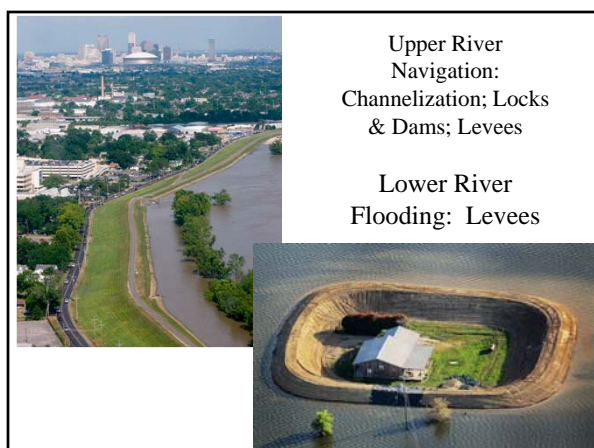 Upper River
Navigation:
Channelization; Locks
& Dams; Levees
Lower River
Flooding: Levees